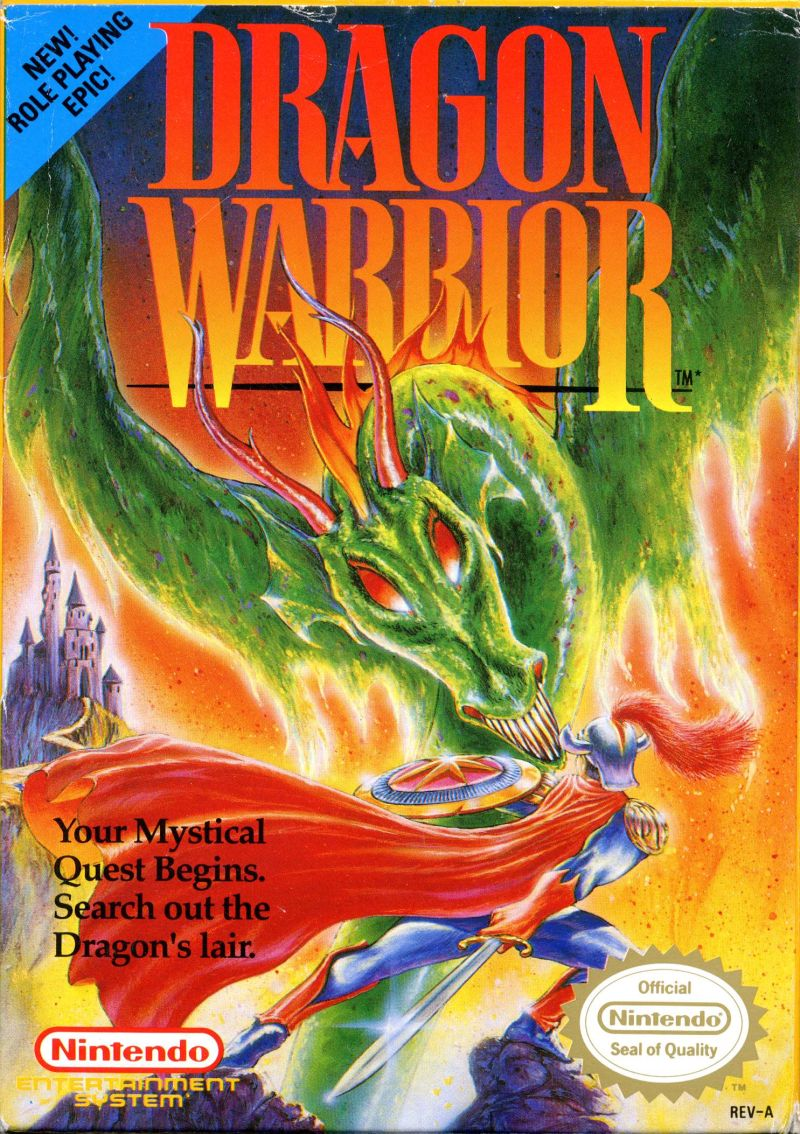 NEW!
ROLE PLAYING
EPIC!
DRAGON
WARRIOR
TM*
Your Mystical
Quest Begins.
Search out the
Dragon's lair.
Nintendo®
ENTERTAINMENT
SYSTEM®
Official
Nintendo®
Seal of Quality
TM
REV-A